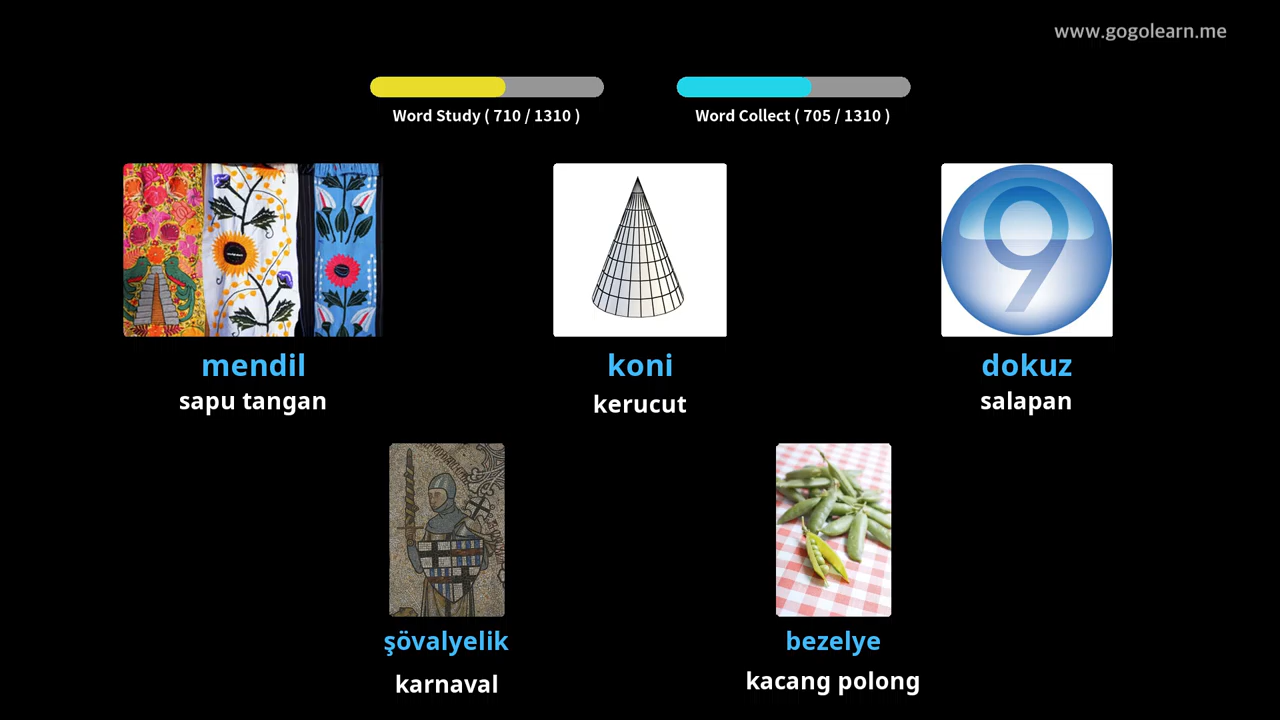 www.gogolearn.me
Word Study ( 710 / 1310 )
Word Collect ( 705 / 1310 )
9
mendil
sapu tangan
koni
kerucut
dokuz
salapan
şövalyelik
karnaval
bezelye
kacang polong